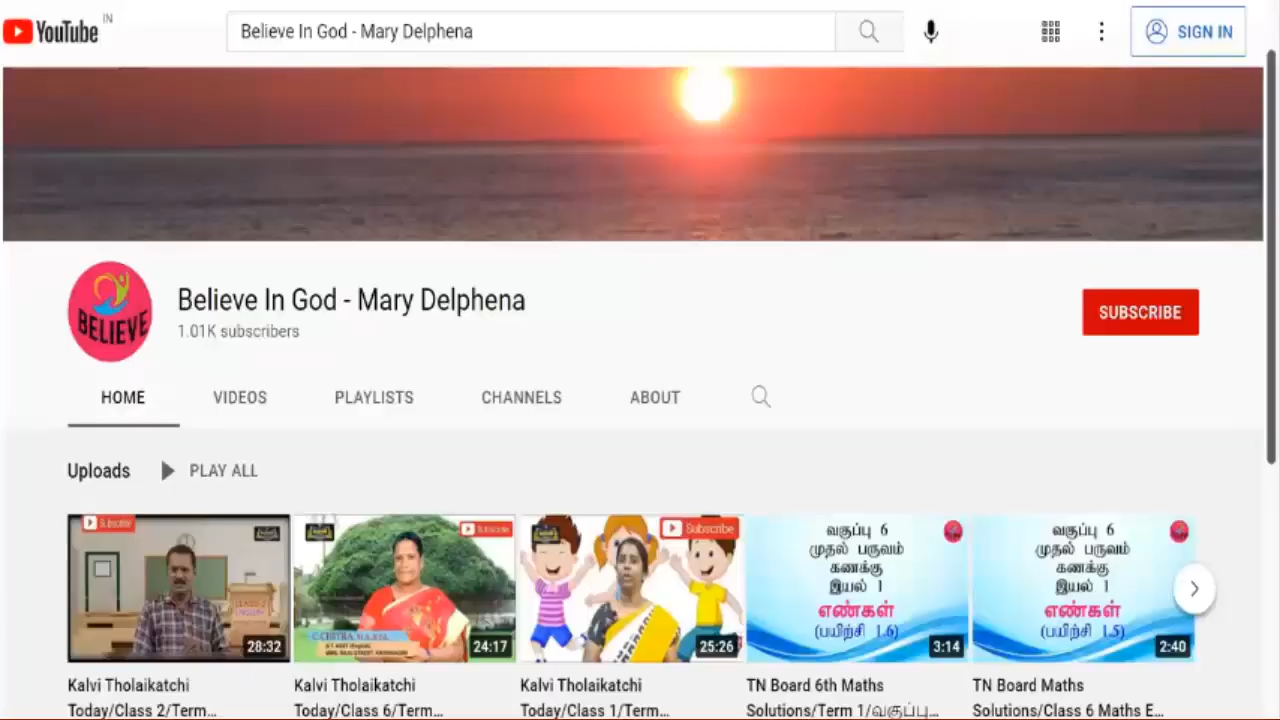 YouTube IN
Believe In God - Mary Delphena
SIGN IN
BELIEVE
Believe In God - Mary Delphena
1.01K subscribers
SUBSCRIBE
HOME VIDEOS PLAYLISTS CHANNELS ABOUT
Uploads PLAY ALL
Subscribe
28:32
Kalvi Tholaikatchi
Today/Class 2/Term...
Subscribe
24:17
Kalvi Tholaikatchi
Today/Class 6/Term...
Subscribe
25:26
Kalvi Tholaikatchi
Today/Class 1/Term...
வகுப்பு 6
முதல் பருவம்
கணக்கு
இயல் 1
எண்கள்
(பயிற்சி 1.6)
3:14
TN Board 6th Maths
Solutions/Term 1/வகுப்பு...
வகுப்பு 6
முதல் பருவம்
கணக்கு
இயல் 1
எண்கள்
(பயிற்சி 1.5)
2:40
TN Board Maths
Solutions/Class 6 Maths E...